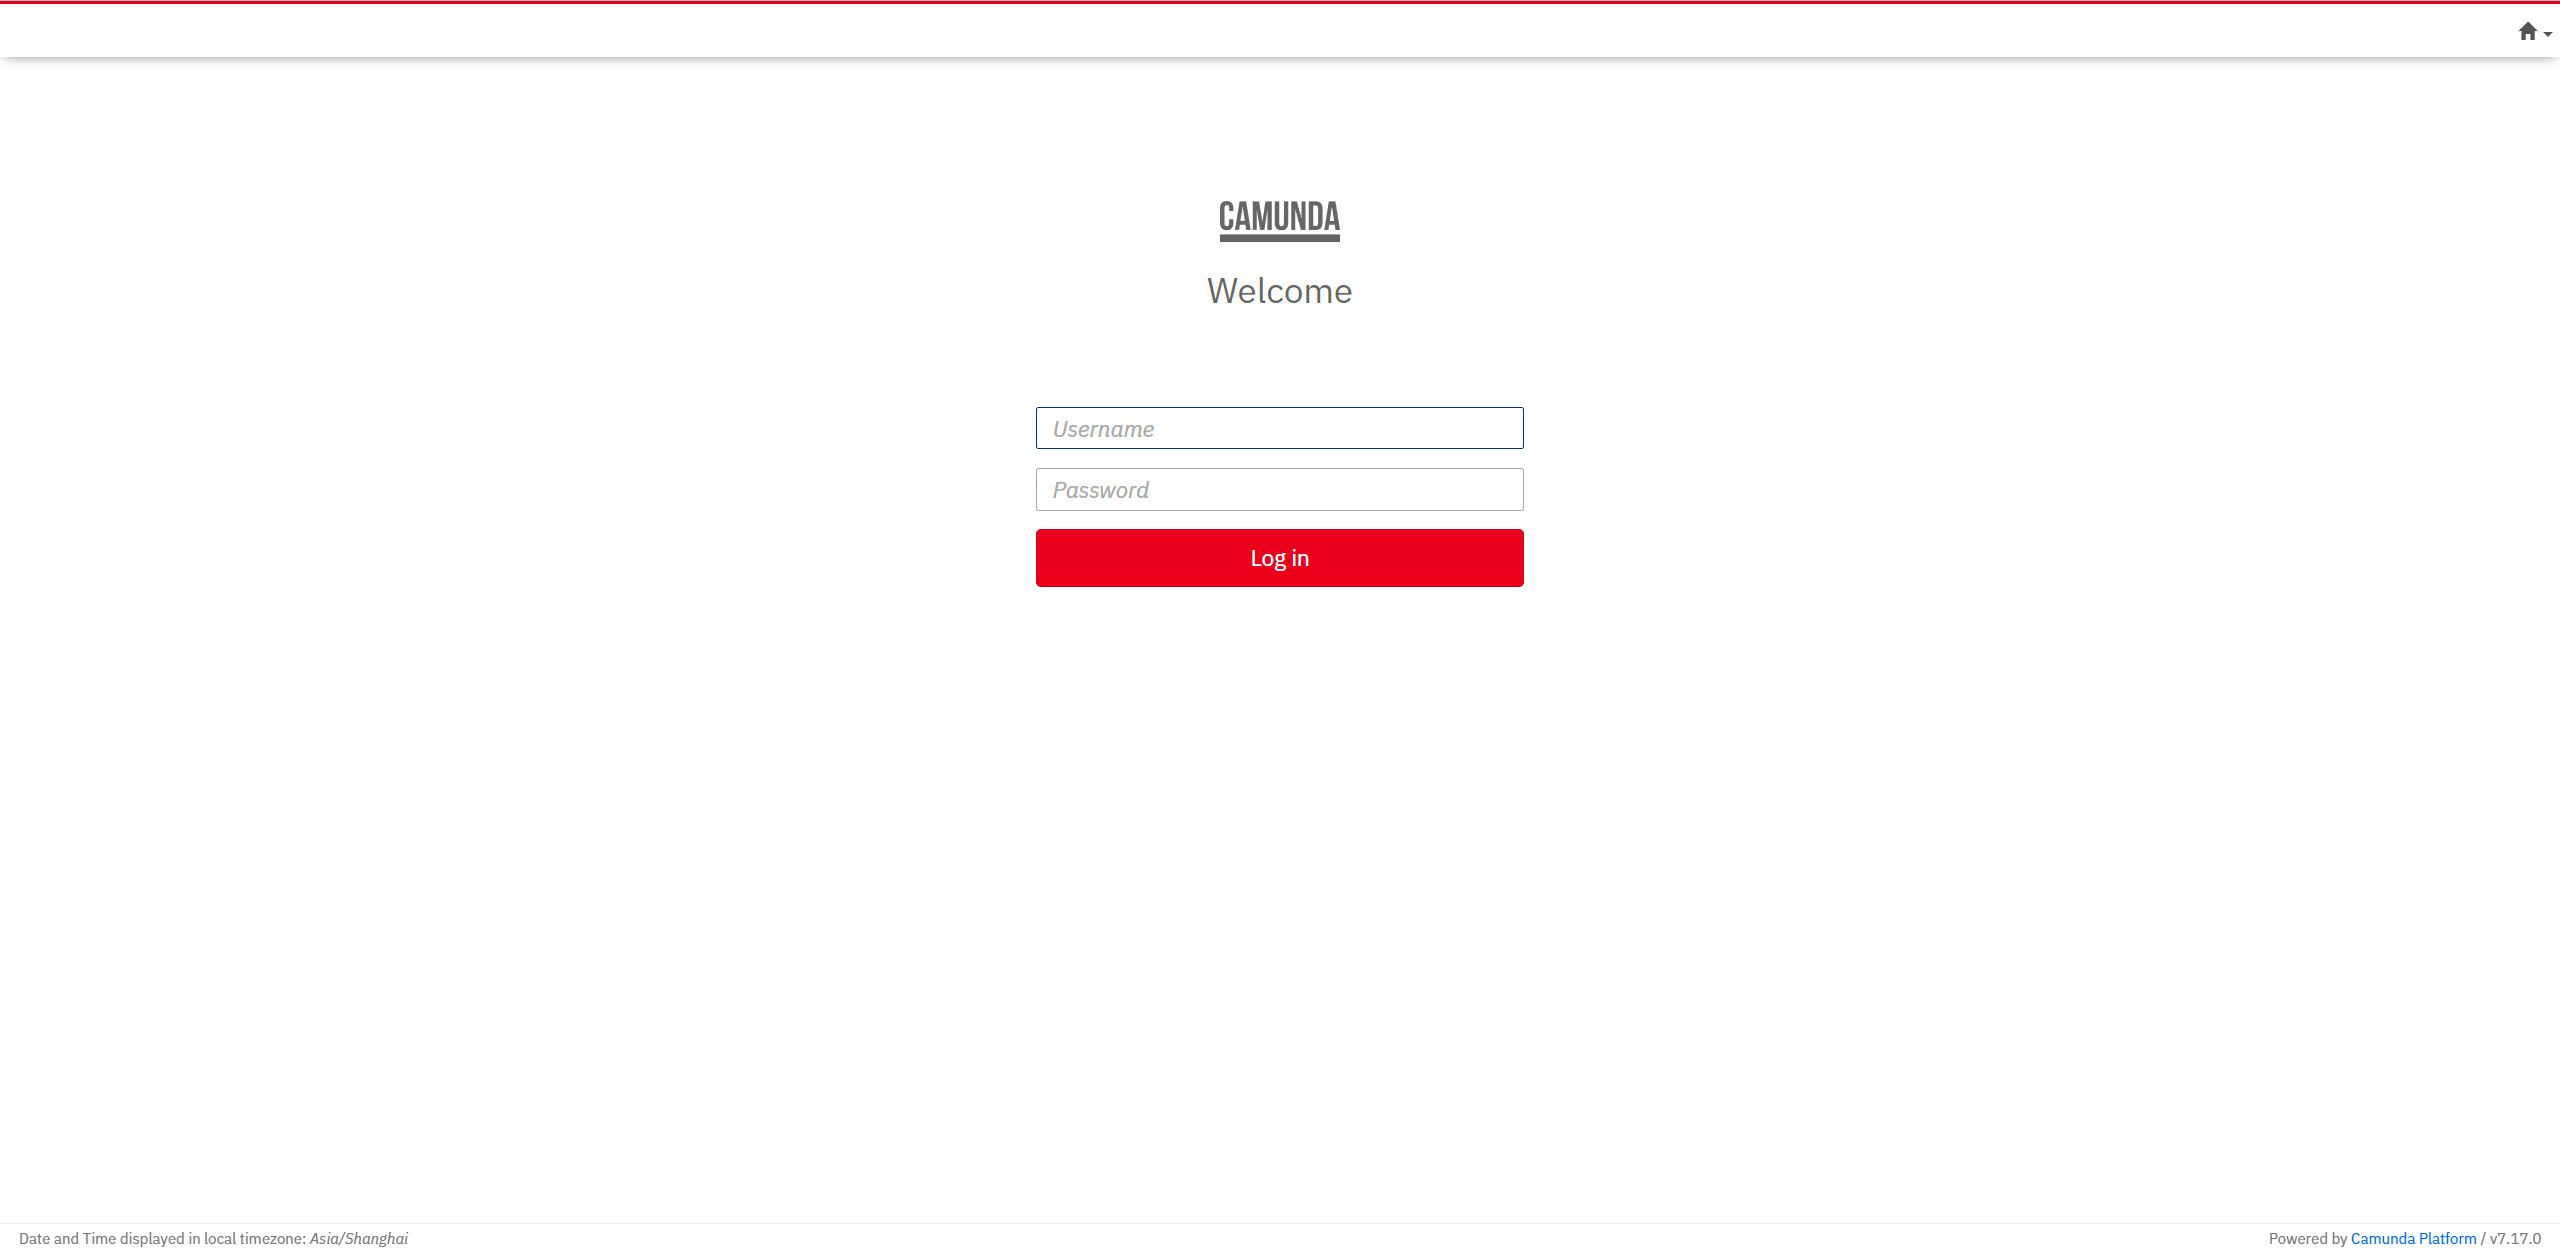 CAMUNDA
Welcome
Username
Password
Log in
Date and Time displayed in local timezone: Asia/Shanghai
Powered by Camunda Platform / v7.17.0